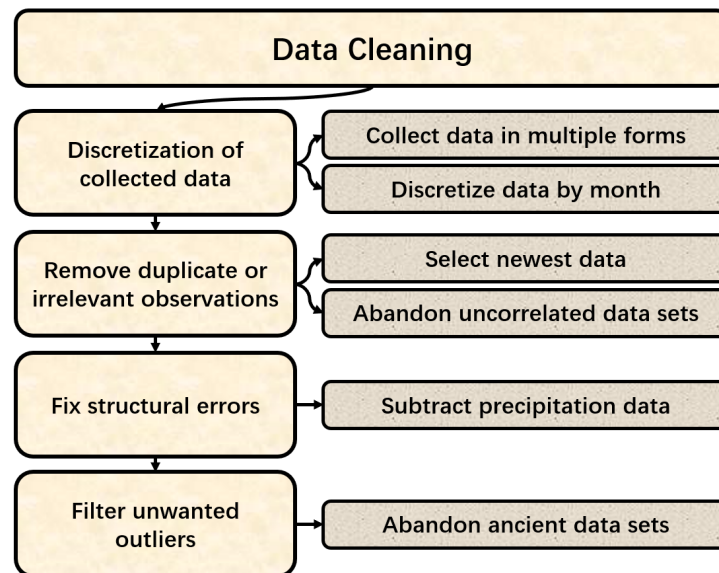 Data Cleaning
Discretization of
collected data
Collect data in multiple forms
Discretize data by month
Remove duplicate or
irrelevant observations
Select newest data
Abandon uncorrelated data sets
Fix structural errors
Subtract precipitation data
Filter unwanted
outliers
Abandon ancient data sets